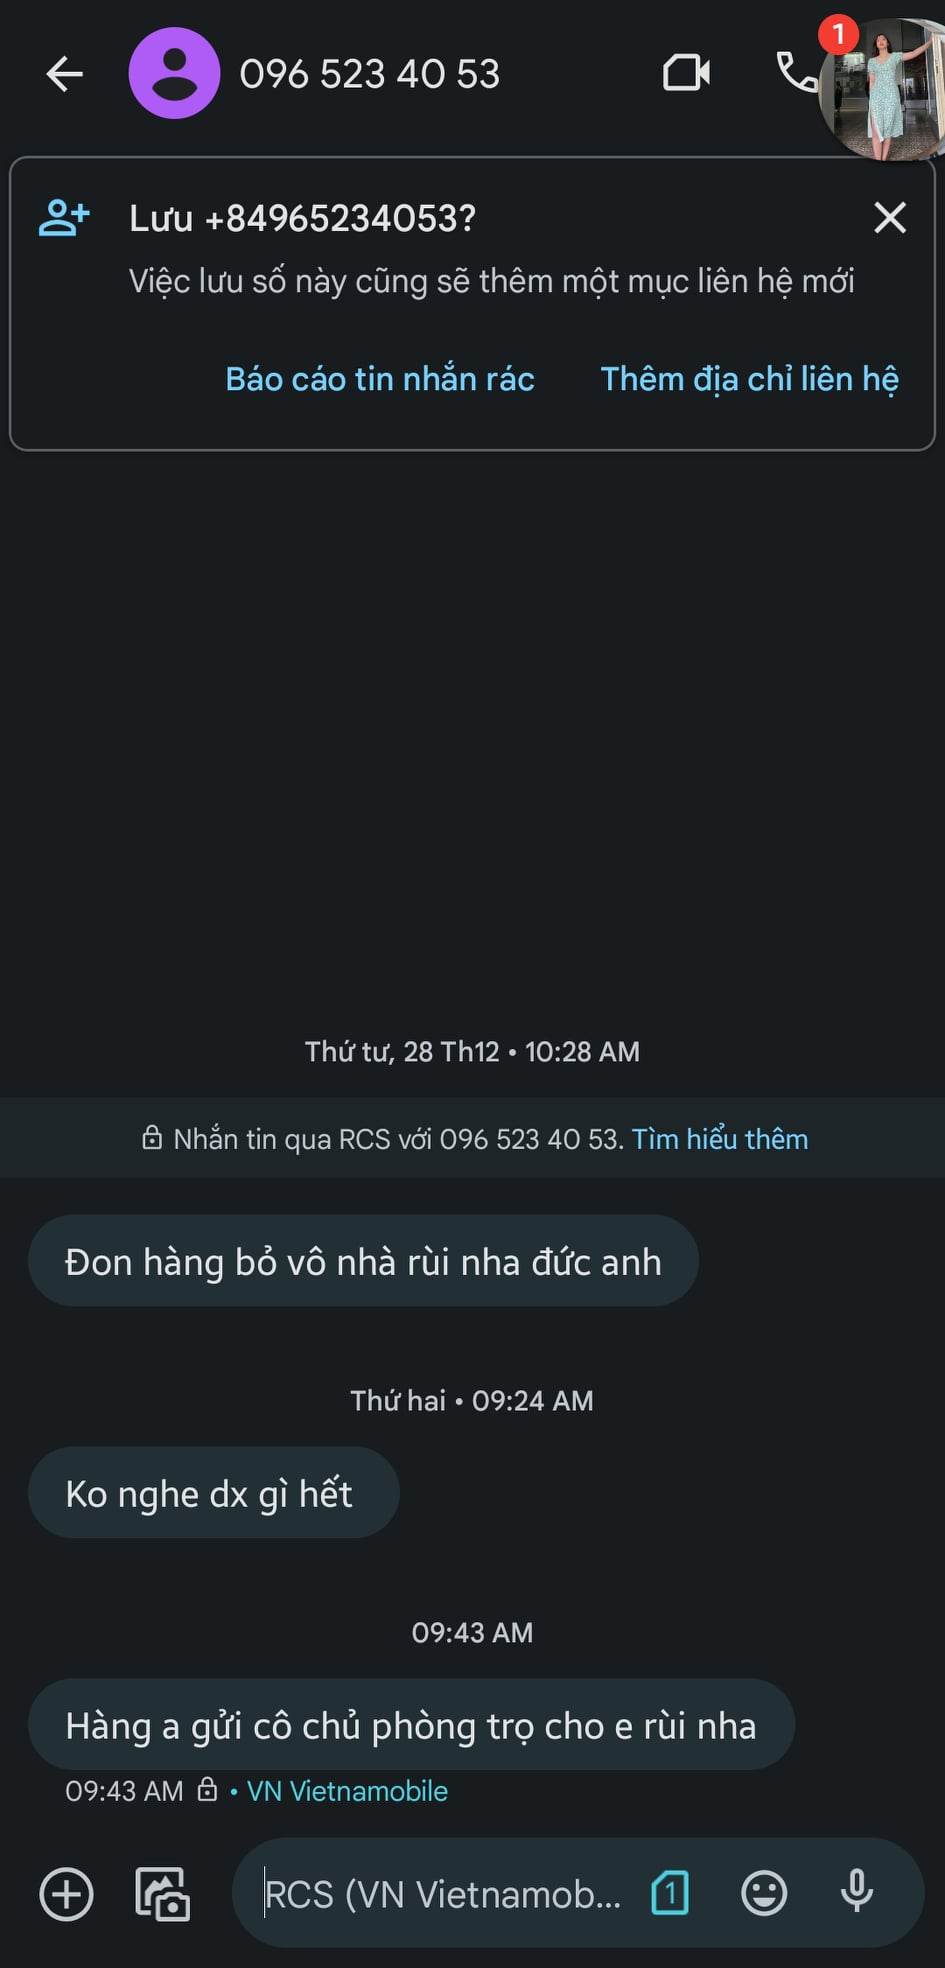 096 523 40 53
1
Lưu +84965234053?
Việc lưu số này cũng sẽ thêm một mục liên hệ mới
Báo cáo tin nhắn rác Thêm địa chỉ liên hệ
Thứ tư, 28 Th12 • 10:28 AM
Nhắn tin qua RCS với 096 523 40 53. Tìm hiểu thêm
Đon hàng bỏ vô nhà rùi nha đức anh
Thứ hai • 09:24 AM
Ko nghe dx gì hết
09:43 AM
Hàng a gửi cô chủ phòng trọ cho e rùi nha
09:43 AM • VN Vietnamobile
RCS (VN Vietnamob... 1